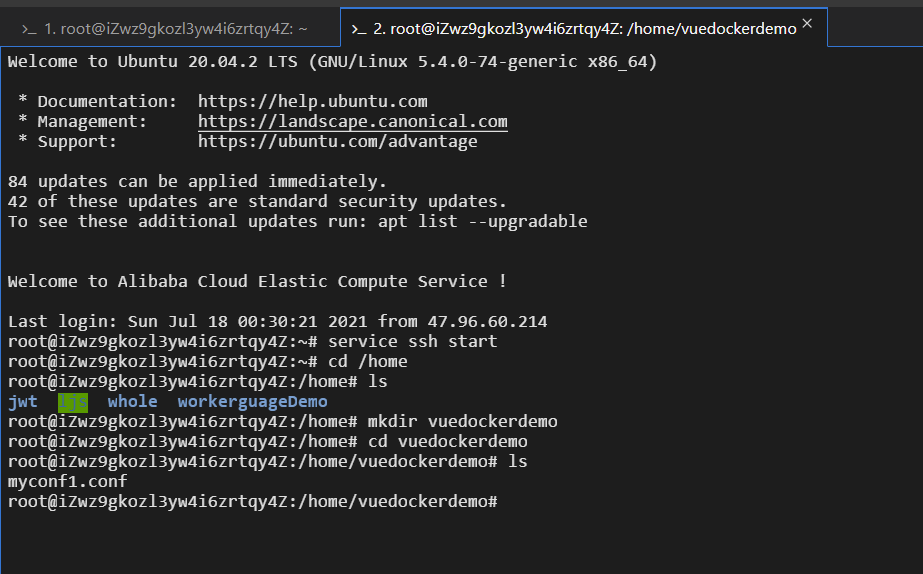 >_ 1. root@iZwz9gkozl3yw4i6zrtqy4Z: ~
>_ 2. root@iZwz9gkozl3yw4i6zrtqy4Z: /home/vuedockerdemo ×
Welcome to Ubuntu 20.04.2 LTS (GNU/Linux 5.4.0-74-generic x86_64)
* Documentation: https://help.ubuntu.com
* Management: https://landscape.canonical.com
* Support: https://ubuntu.com/advantage
84 updates can be applied immediately.
42 of these updates are standard security updates.
To see these additional updates run: apt list --upgradable
Welcome to Alibaba Cloud Elastic Compute Service !
Last login: Sun Jul 18 00:30:21 2021 from 47.96.60.214
root@iZwz9gkozl3yw4i6zrtqy4Z:~# service ssh start
root@iZwz9gkozl3yw4i6zrtqy4Z:~# cd /home
root@iZwz9gkozl3yw4i6zrtqy4Z:/home# ls
jwt ljs whole workerguageDemo
root@iZwz9gkozl3yw4i6zrtqy4Z:/home# mkdir vuedockerdemo
root@iZwz9gkozl3yw4i6zrtqy4Z:/home# cd vuedockerdemo
root@iZwz9gkozl3yw4i6zrtqy4Z:/home/vuedockerdemo# ls
myconf1.conf
root@iZwz9gkozl3yw4i6zrtqy4Z:/home/vuedockerdemo#